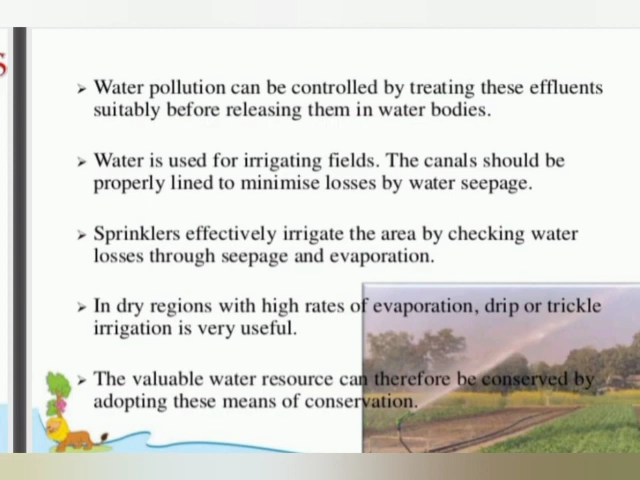 s
Water pollution can be controlled by treating these effluents
suitably before releasing them in water bodies.
Water is used for irrigating fields. The canals should be
properly lined to minimise losses by water seepage.
Sprinklers effectively irrigate the area by checking water
losses through seepage and evaporation.
In dry regions with high rates of evaporation, drip or trickle
irrigation is very useful.
The valuable water resource can therefore be conserved by
adopting these means of conservation.